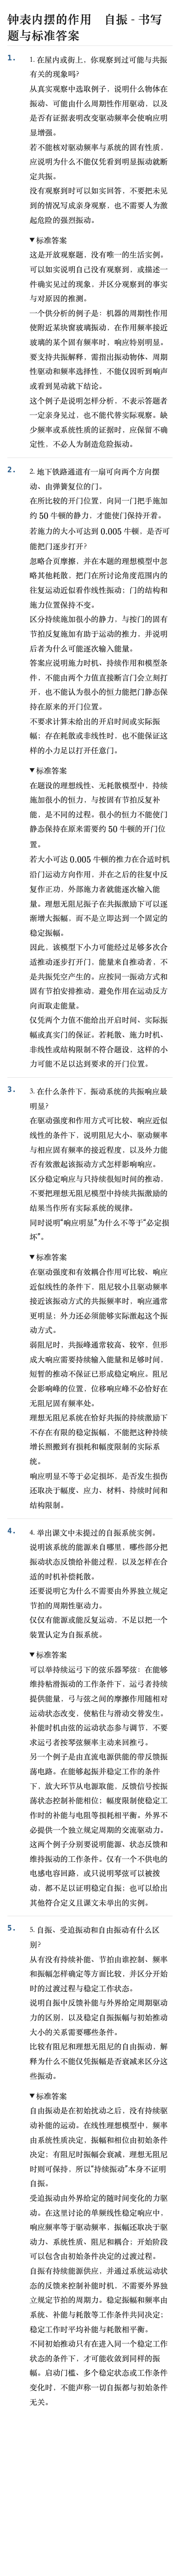 钟表内摆的作用　自振 - 书写
题与标准答案
1.
1. 在屋内或街上，你观察到过可能与共振
有关的现象吗?
从真实观察中选取例子，说明什么物体在
振动、可能由什么周期性作用驱动，以及
是否有证据表明改变驱动频率会使响应明
显增强。
若不能核对驱动频率与系统的固有性质，
应说明为什么不能仅凭看到明显振动就断
定共振。
没有观察到时可以如实回答，不要把未见
到的情况写成亲身观察，也不需要人为激
起危险的强烈振动。
▼标准答案
这是开放观察题，没有唯一的生活实例。
可以如实说明自己没有观察到，或描述一
件确实见过的现象，并区分观察到的事实
与对原因的推测。
一个供分析的例子是：机器的周期性作用
使附近某块窗玻璃振动，在作用频率接近
玻璃的某个固有频率时，响应特别明显。
要支持共振解释，需指出振动物体、周期
性驱动和频率选择性，不能仅因听到响声
或看到晃动就下结论。
这个例子是说明怎样分析，不表示答题者
一定亲身见过，也不能代替实际观察。缺
少频率或系统性质的证据时，应保留不确
定性，不必人为制造危险振动。
2.
2. 地下铁路通道有一扇可向两个方向摆
动、由弹簧复位的门。
在所比较的开门位置，向同一门把手施加
约 50 牛顿的静力，才能使门保持开着。
若施力的大小可达到 0.005 牛顿，是否可
能把门逐步打开?
忽略合页摩擦，并在本题的理想模型中忽
略其他耗散，把门在所讨论角度范围内的
往复运动近似看作线性振动；门的结构和
施力位置保持不变。
区分持续施加很小的静力，与按门的固有
节拍反复施加有助于运动的推力，并说明
后者为什么可能逐次输入能量。
答案应说明施力时机、持续作用和模型条
件，不能由两个力值直接断言门会立刻打
开，也不能认为很小的恒力能把门静态保
持在原来的开门位置。
不要求计算未给出的开启时间或实际振
幅；存在耗散或非线性时，也不能保证这
样的小力足以打开任意门。
▼标准答案
在题设的理想线性、无耗散模型中，持续
施加很小的恒力，与按固有节拍反复补
能，是不同的过程。很小的恒力不能使门
静态保持在原来需要约 50 牛顿的开门位
置。
若大小可达 0.005 牛顿的推力在合适时机
沿门运动方向作用，并在之后的往复中反
复作正功，外部施力者就能逐次输入能
量。理想无阻尼振子在共振激励下可以逐
渐增大振幅，而不是立即达到一个固定的
稳定振幅。
因此，该模型下小力可能经过足够多次合
适推动逐步打开门，能量来自推动者，不
是共振凭空产生的。应按同一振动方式和
固有节拍安排推动，避免作用在运动反方
向而取走能量。
仅凭两个力值不能给出开启时间、实际振
幅或真实门的保证。若耗散、施力时机、
非线性或结构限制不符合题设，这样的小
力可能不足以达到要求的开门位置。
3.
3. 在什么条件下，振动系统的共振响应最
明显?
在驱动强度和作用方式可比较、响应近似
线性的条件下，说明阻尼大小、驱动频率
与相应固有频率的接近程度，以及外力能
否有效激起该振动方式怎样影响响应。
区分稳定响应与只持续很短时间的推动，
不要把理想无阻尼模型中持续共振激励的
结果当作所有实际系统的规律。
同时说明“响应明显”为什么不等于“必定损
坏”。
▼标准答案
在驱动强度和有效耦合作用可比较、响应
近似线性的条件下，阻尼较小且驱动频率
接近该振动方式的共振频率时，响应通常
更明显；外力还必须能够实际激起这个振
动方式。
弱阻尼时，共振峰通常较高、较窄，但形
成大响应需要持续输入能量和足够时间，
短暂的推动不保证已形成稳定响应。阻尼
会影响峰的位置，位移响应峰不必恰好在
无阻尼固有频率处。
理想无阻尼系统在恰好共振的持续激励下
不存在有限的稳定振幅，不能把这种持续
增长照搬到有损耗和幅度限制的实际系
统。
响应明显不等于必定损坏，是否发生损伤
还取决于幅度、应力、材料、持续时间和
结构限制。
4.
4. 举出课文中未提过的自振系统实例。
说明该系统的能源来自哪里，哪些部分把
振动状态反馈给补能过程，以及怎样在合
适的时机补偿耗散。
还要说明它为什么不需要由外界独立规定
节拍的周期性驱动力。
仅仅有能源或能反复运动，不足以把一个
装置认定为自振系统。
▼标准答案
可以举持续运弓下的弦乐器琴弦：在能够
维持粘滑振动的工作条件下，运弓者持续
提供能量，弓与弦之间的摩擦作用随相对
运动状态改变，使粘住与滑动交替发生。
补能时机由弦的运动状态参与调节，不要
求运弓者按琴弦频率主动来回推弓。
另一个例子是由直流电源供能的带反馈振
荡电路。在能够起振并稳定工作的条件
下，放大环节从电源取能，反馈信号按振
荡状态控制补能相位；幅度限制使稳定工
作时的补能与电阻等损耗相平衡。外界不
必提供一个独立规定周期的交流驱动力。
这两个例子分别要说明能源、状态反馈和
维持振动的工作条件。仅有一个不供电的
电感电容回路，或只说明琴弦可以被拨
动，都不足以证明稳定自振；也可以给出
其他符合定义且课文未举出的实例。
5.
5. 自振、受迫振动和自由振动有什么区
别?
从有没有持续补能、节拍由谁控制、频率
和振幅怎样确定等方面比较，并区分开始
时的过渡过程与稳定工作状态。
说明自振中反馈补能与外界给定周期驱动
力的区别，以及稳定自振振幅与初始推动
大小的关系需要哪些条件。
比较有阻尼和理想无阻尼的自由振动，解
释为什么不能仅凭振幅是否衰减来区分这
些振动。
▼标准答案
自由振动是在初始扰动之后，没有持续驱
动补能的运动。在线性理想模型中，频率
由系统性质决定，振幅和相位由初始条件
决定；有阻尼时振幅会衰减，理想无阻尼
时则可保持，所以“持续振动”本身不证明
自振。
受迫振动由外界给定的随时间变化的力驱
动。在这里讨论的单频线性稳定响应中，
响应频率等于驱动频率，振幅还取决于驱
动力、系统性质、阻尼和耦合；开始阶段
可以包含由初始条件决定的过渡过程。
自振有持续能源供应，并通过系统运动状
态的反馈来控制补能时机，不需要外界独
立规定节拍的周期力。稳定振幅和频率由
系统、补能与耗散等工作条件共同决定；
稳定工作时平均补能与耗散相平衡。
不同初始推动只有在进入同一个稳定工作
状态的条件下，才可能收敛到同样的振
幅。启动门槛、多个稳定状态或工作条件
变化时，不能声称一切自振都与初始条件
无关。